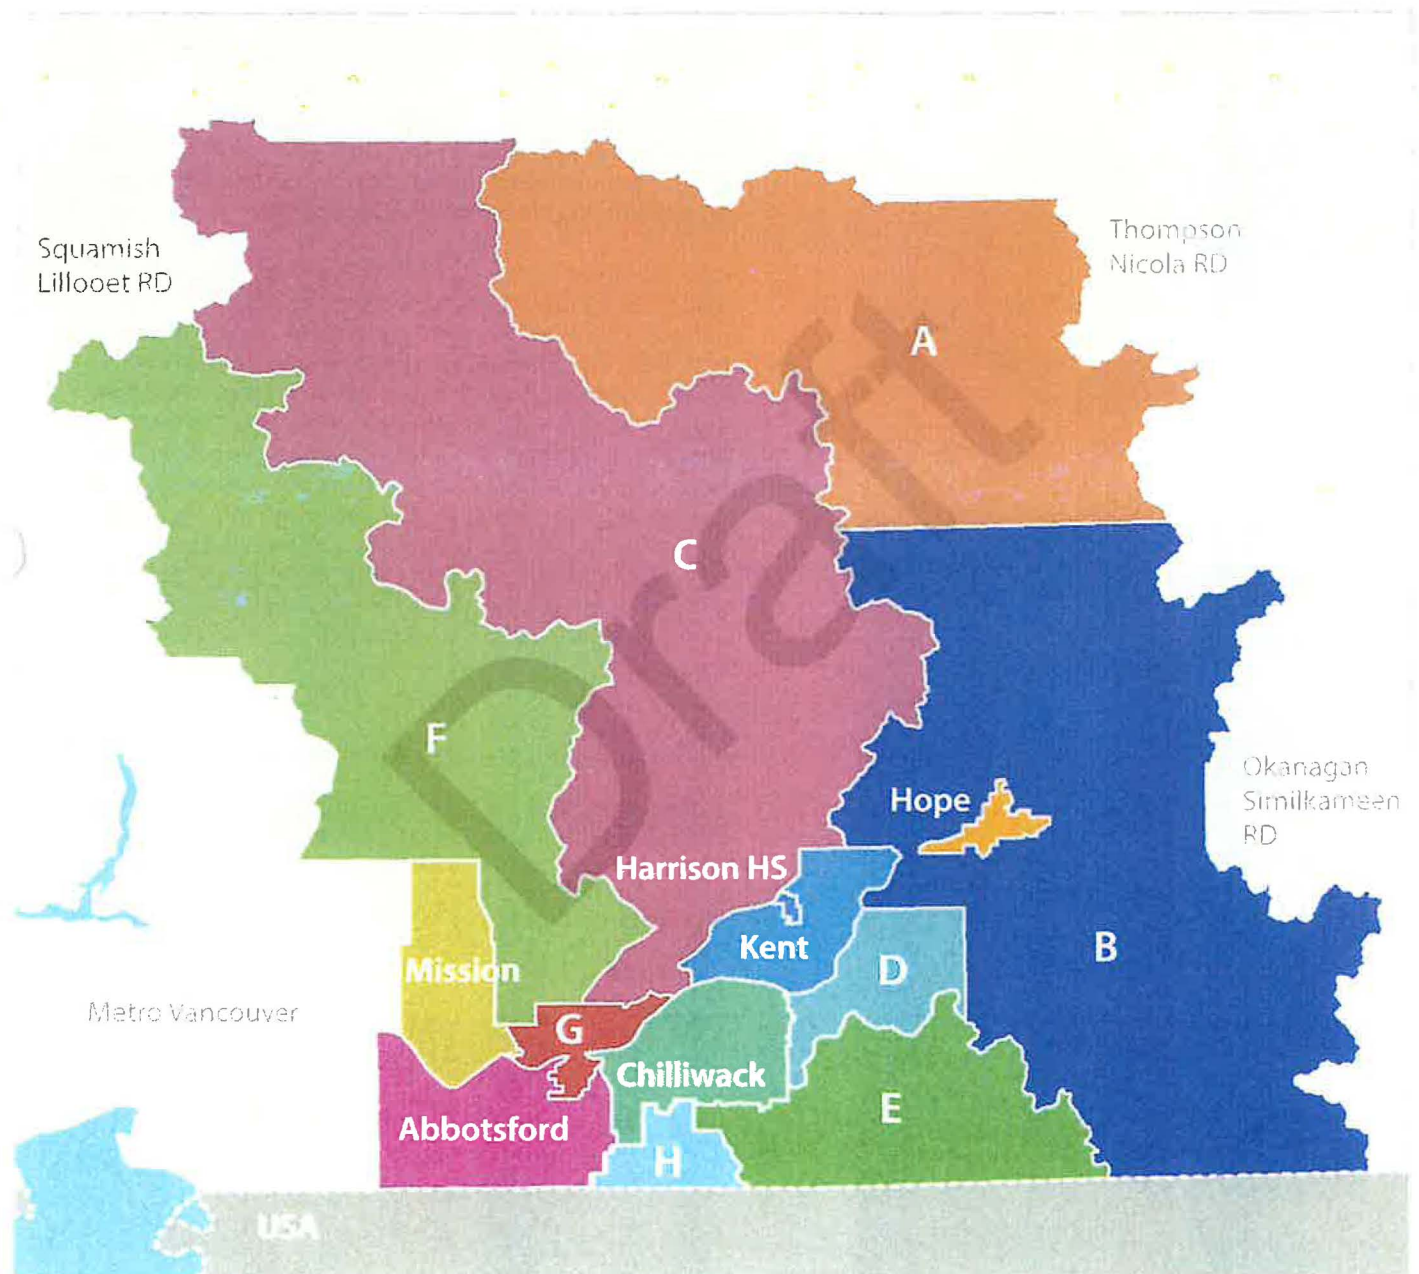 Squamish
Lillooet RD
Thompson
Nicola RD
A
C
Draft
F
Hope
Okanagan
Similkameen
RD
Harrison HS
Kent
B
D
Mission
Metro Vancouver
G
Chilliwack
E
Abbotsford
H
USA